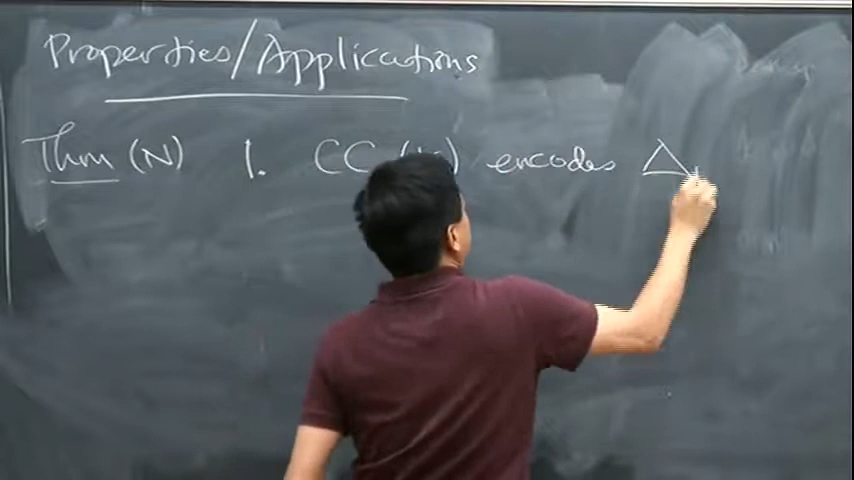 Properties/Applications
Thm (N) 1. CC ( ) encodes Δ